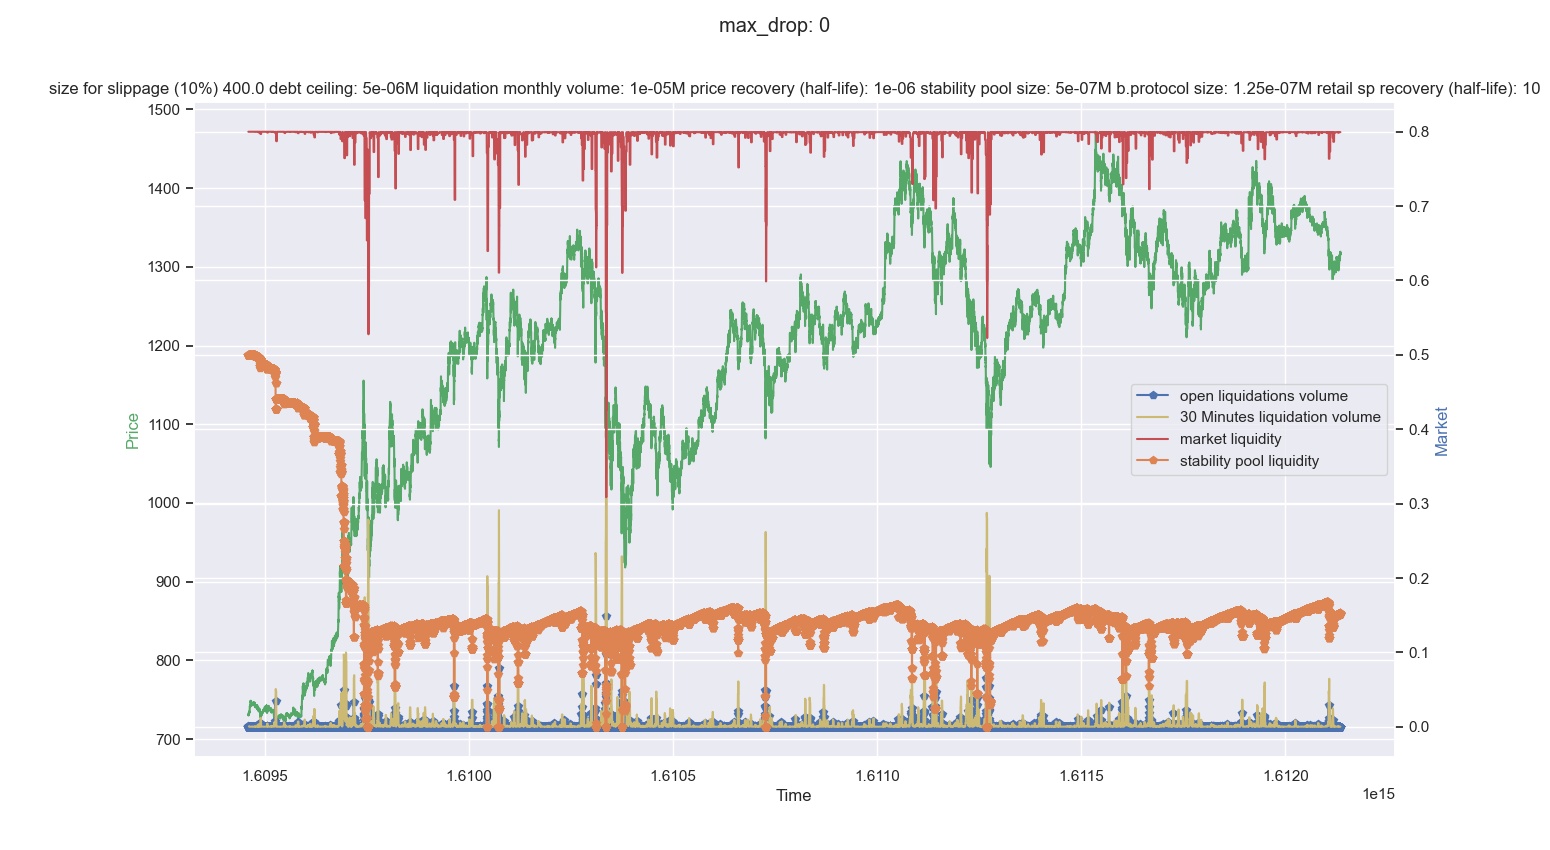 max_drop: 0
size for slippage (10%) 400.0 debt ceiling: 5e-06M liquidation monthly volume: 1e-05M price recovery (half-life): 1e-06 stability pool size: 5e-07M b.protocol size: 1.25e-07M retail sp recovery (half-life): 10
1500
1400
1300
1200
1100
1000
900
800
700
Price
0.8
0.7
0.6
0.5
0.4
0.3
0.2
0.1
0.0
Market
open liquidations volume
30 Minutes liquidation volume
market liquidity
stability pool liquidity
1.6095 1.6100 1.6105 1.6110 1.6115 1.6120
Time
1e15